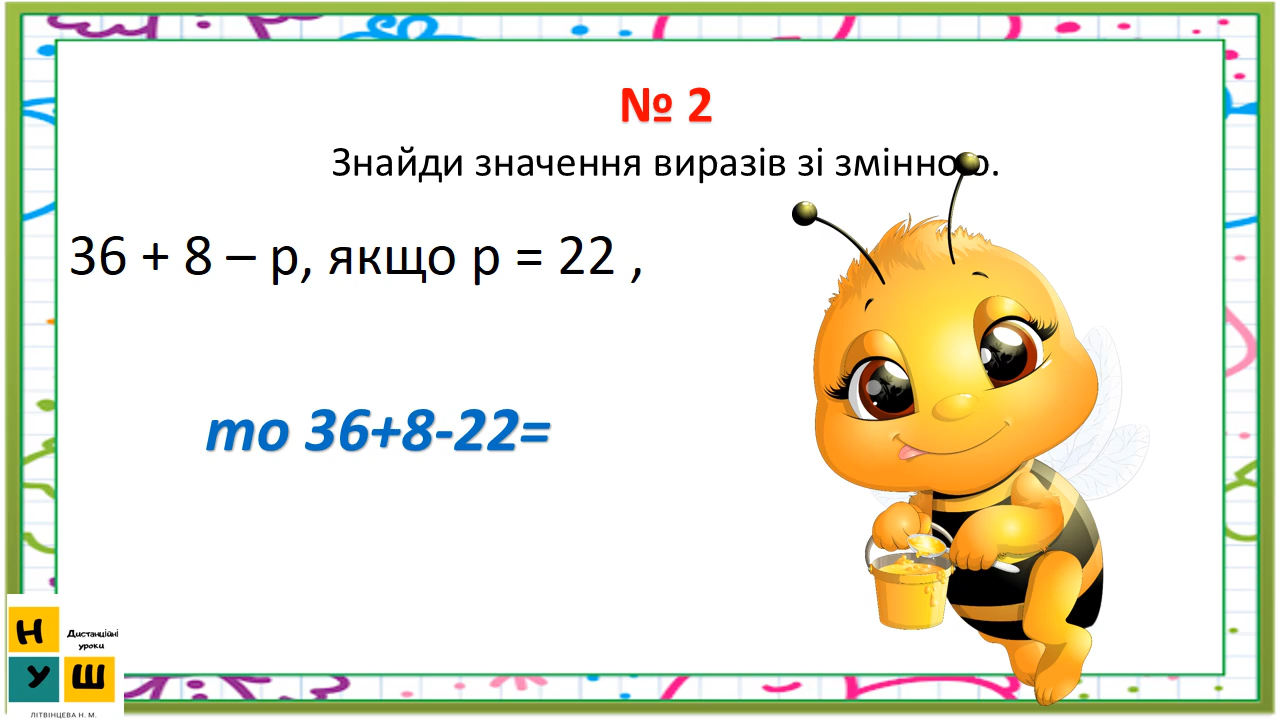 № 2
Знайди значення виразів зі змінною.
36 + 8 – р, якщо р = 22 ,
то 36+8-22=
Н
Дистанційні
уроки
У Ш
ЛІТВІНЦЕВА Н. М.